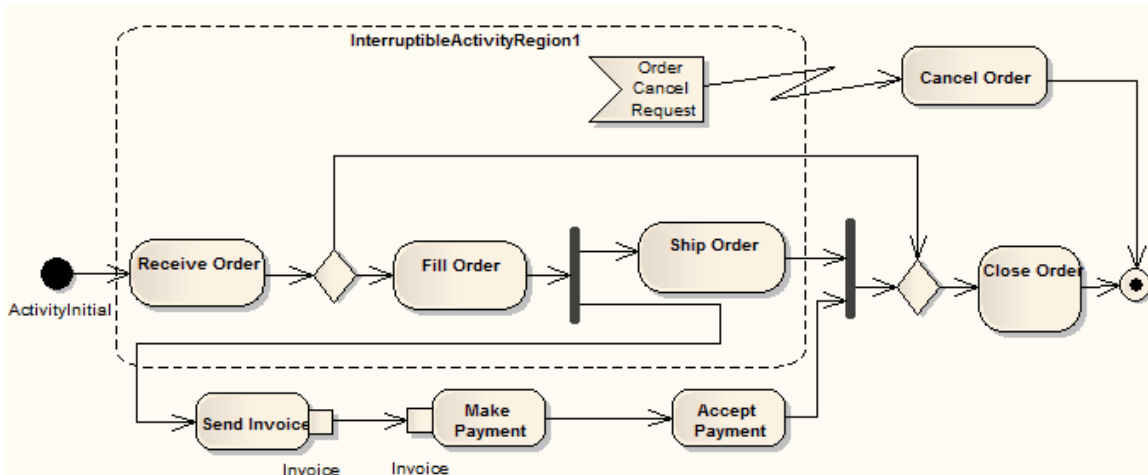 InterruptibleActivityRegion1
Order
Cancel
Request
Cancel Order
Receive Order
Fill Order
Ship Order
Close Order
ActivityInitial
Send Invoice
Invoice
Invoice
Make
Payment
Accept
Payment